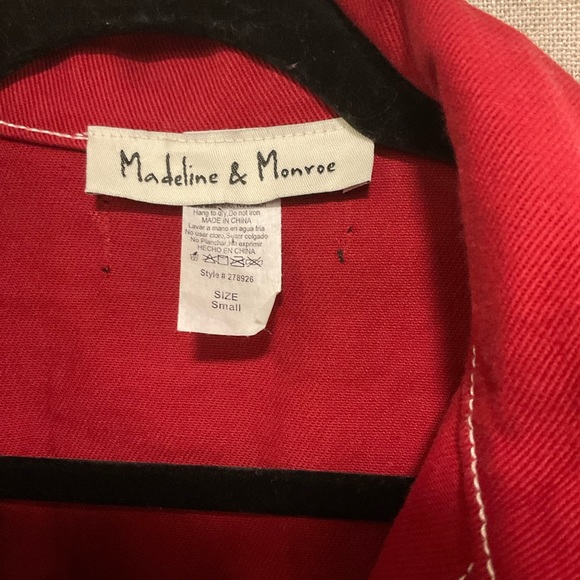 Madeline & Monroe
Hang to dry,Do not iron
MADE IN CHINA
Lavar a mano en agua fria
No usar cloro,Secar colgado
No Planchar,No exprimir
HECHO EN CHINA
Style # 278926
SIZE
Small